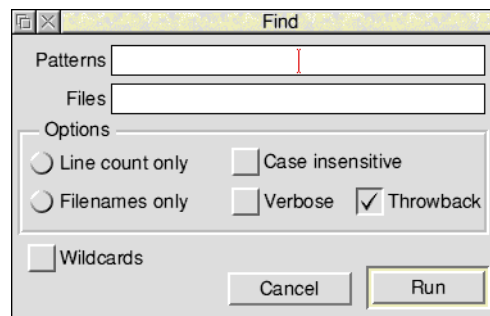 Find
Patterns
Files
Options
Line count only
Case insensitive
Filenames only
Verbose
Throwback
Wildcards
Cancel
Run